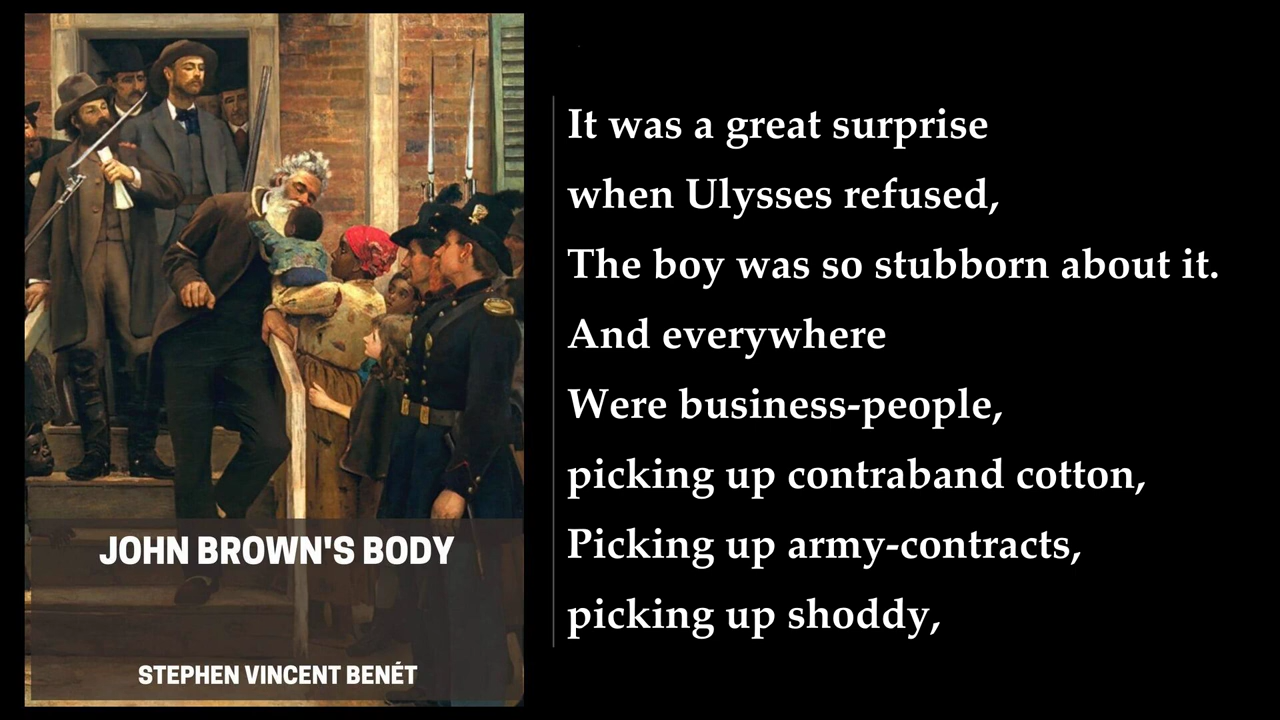 JOHN BROWN'S BODY
STEPHEN VINCENT BENÉT
It was a great surprise
when Ulysses refused,
The boy was so stubborn about it.
And everywhere
Were business-people,
picking up contraband cotton,
Picking up army-contracts,
picking up shoddy,